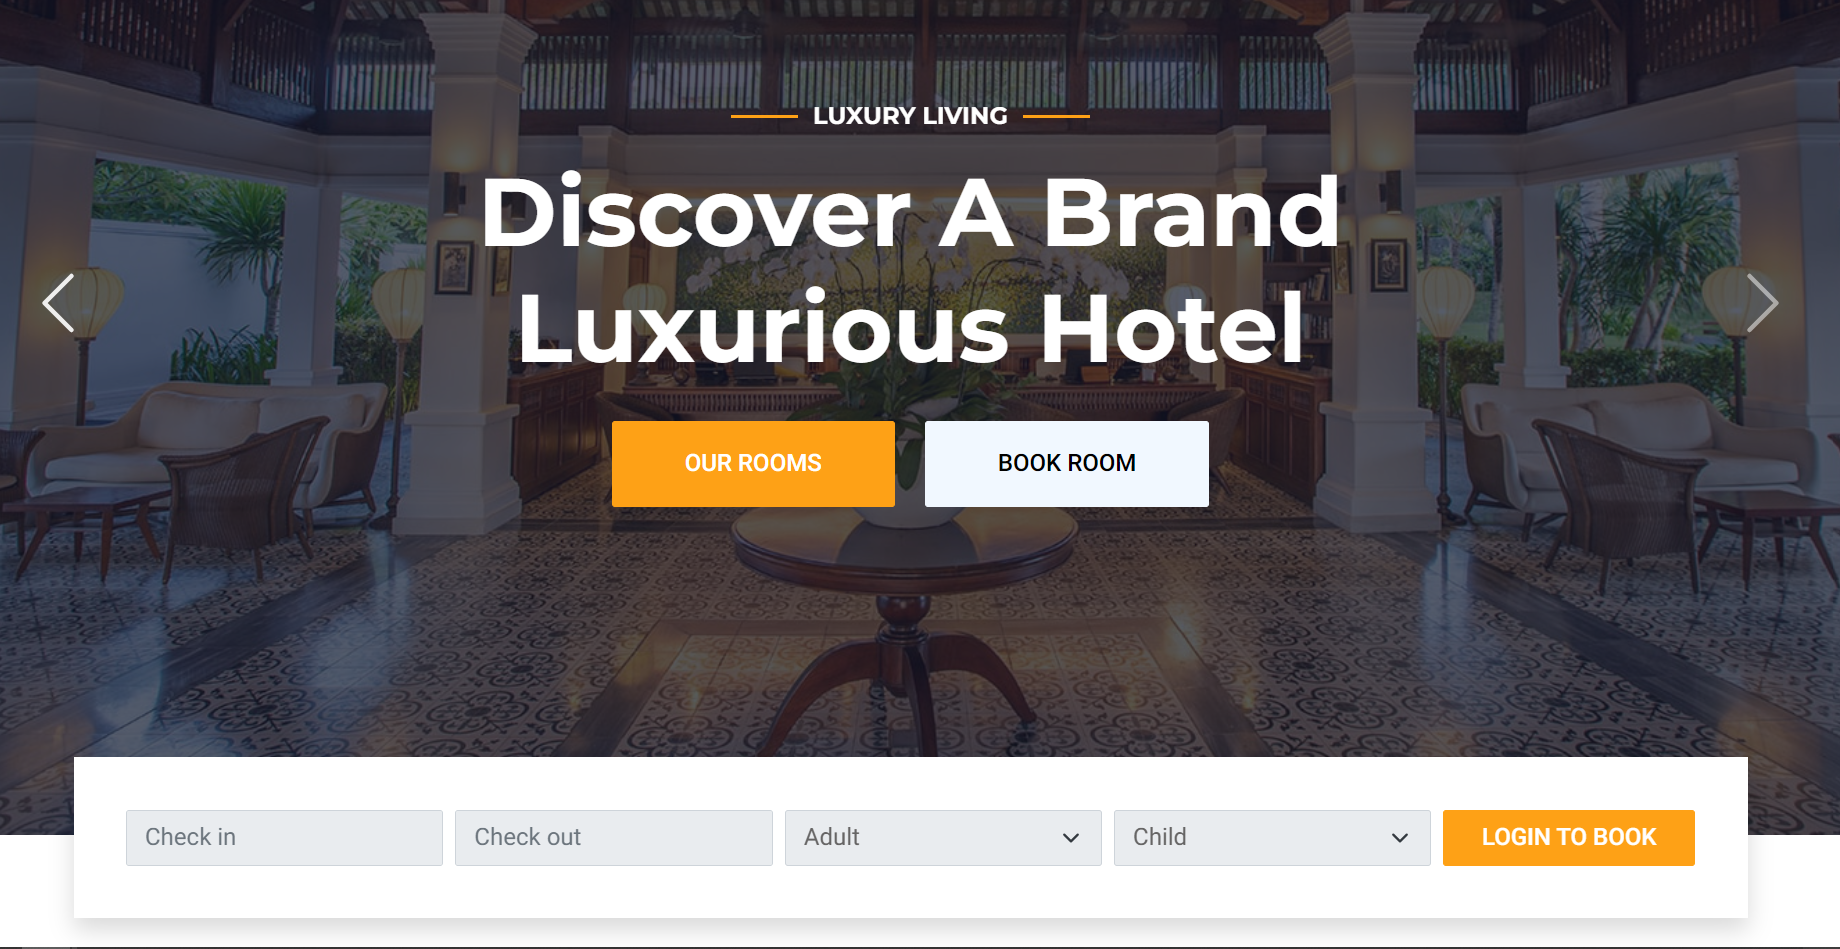 LUXURY LIVING
Discover A Brand
Luxurious Hotel
OUR ROOMS
BOOK ROOM
Check in
Check out
Adult
Child
LOGIN TO BOOK